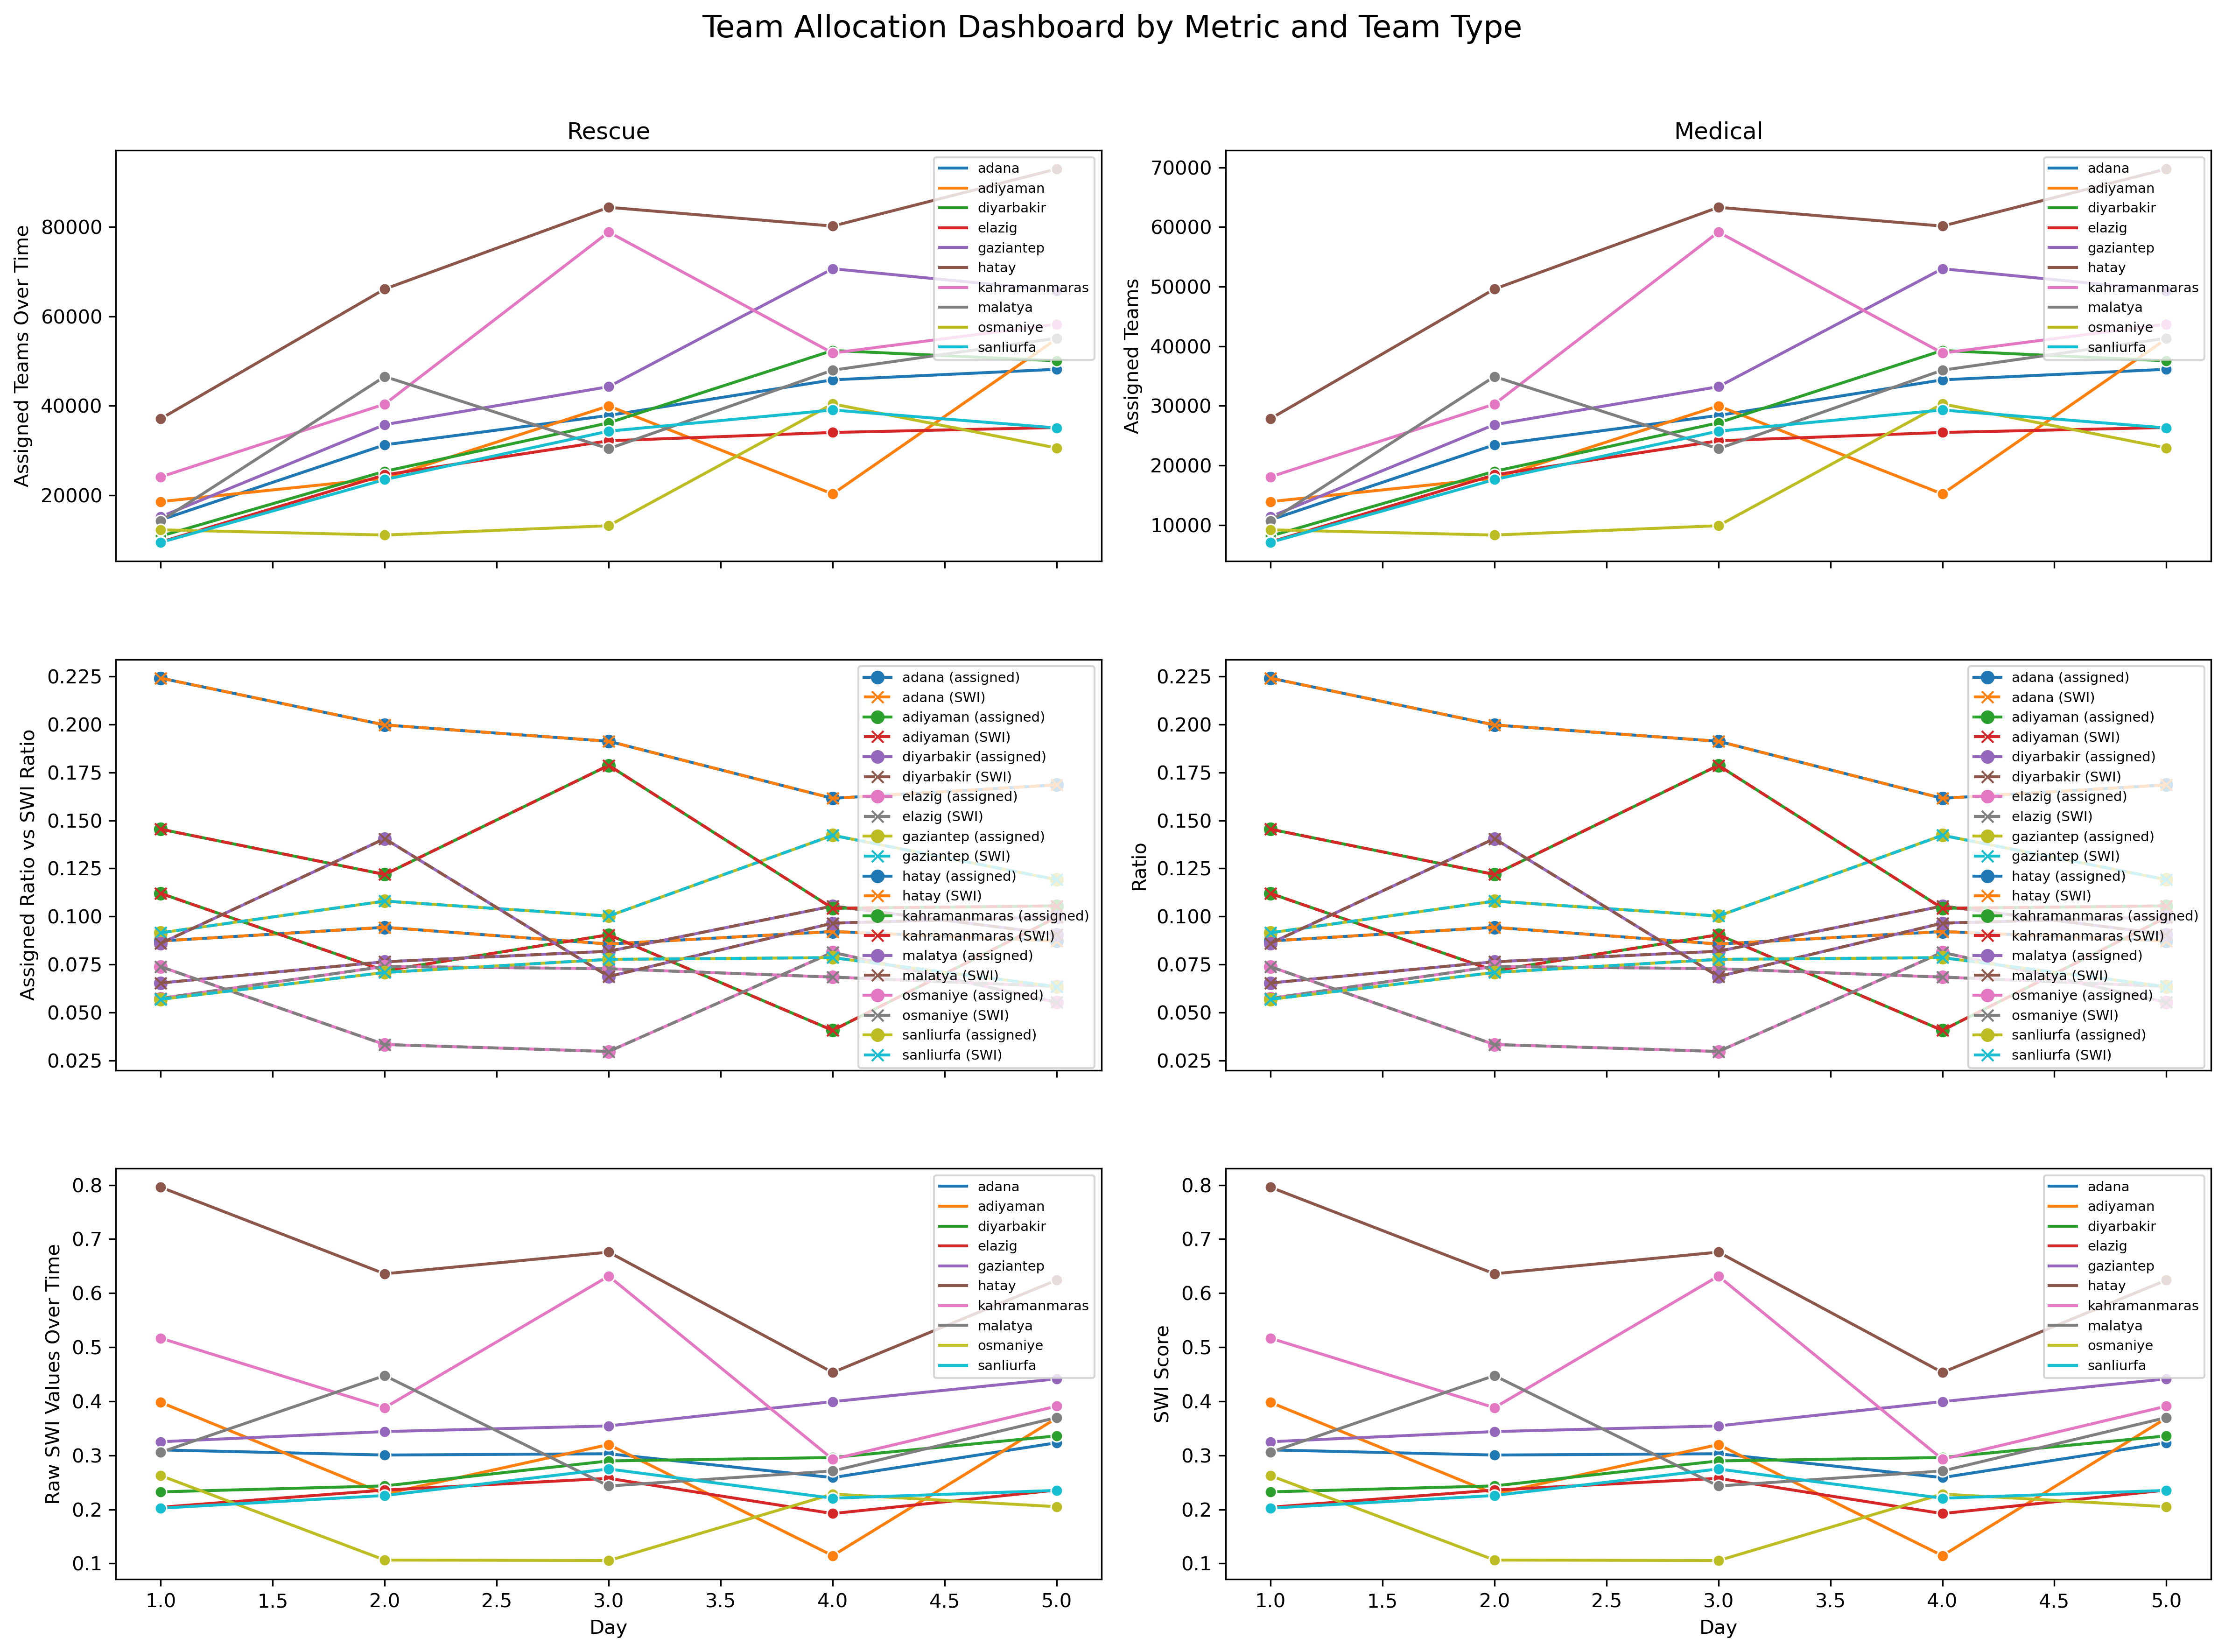 Team Allocation Dashboard by Metric and Team Type
Rescue
Assigned Teams Over Time
80000
60000
40000
20000
adana
adiyaman
diyarbakir
elazig
gaziantep
hatay
kahramanmaras
malatya
osmaniye
sanliurfa
Medical
Assigned Teams
70000
60000
50000
40000
30000
20000
10000
adana
adiyaman
diyarbakir
elazig
gaziantep
hatay
kahramanmaras
malatya
osmaniye
sanliurfa
Assigned Ratio vs SWI Ratio
0.225
0.200
0.175
0.150
0.125
0.100
0.075
0.050
0.025
adana (assigned)
adana (SWI)
adiyaman (assigned)
adiyaman (SWI)
diyarbakir (assigned)
diyarbakir (SWI)
elazig (assigned)
elazig (SWI)
gaziantep (assigned)
gaziantep (SWI)
hatay (assigned)
hatay (SWI)
kahramanmaras (assigned)
kahramanmaras (SWI)
malatya (assigned)
malatya (SWI)
osmaniye (assigned)
osmaniye (SWI)
sanliurfa (assigned)
sanliurfa (SWI)
Ratio
0.225
0.200
0.175
0.150
0.125
0.100
0.075
0.050
0.025
adana (assigned)
adana (SWI)
adiyaman (assigned)
adiyaman (SWI)
diyarbakir (assigned)
diyarbakir (SWI)
elazig (assigned)
elazig (SWI)
gaziantep (assigned)
gaziantep (SWI)
hatay (assigned)
hatay (SWI)
kahramanmaras (assigned)
kahramanmaras (SWI)
malatya (assigned)
malatya (SWI)
osmaniye (assigned)
osmaniye (SWI)
sanliurfa (assigned)
sanliurfa (SWI)
Raw SWI Values Over Time
0.8
0.7
0.6
0.5
0.4
0.3
0.2
0.1
adana
adiyaman
diyarbakir
elazig
gaziantep
hatay
kahramanmaras
malatya
osmaniye
sanliurfa
1.0 1.5 2.0 2.5 3.0 3.5 4.0 4.5 5.0
Day
SWI Score
0.8
0.7
0.6
0.5
0.4
0.3
0.2
0.1
adana
adiyaman
diyarbakir
elazig
gaziantep
hatay
kahramanmaras
malatya
osmaniye
sanliurfa
1.0 1.5 2.0 2.5 3.0 3.5 4.0 4.5 5.0
Day